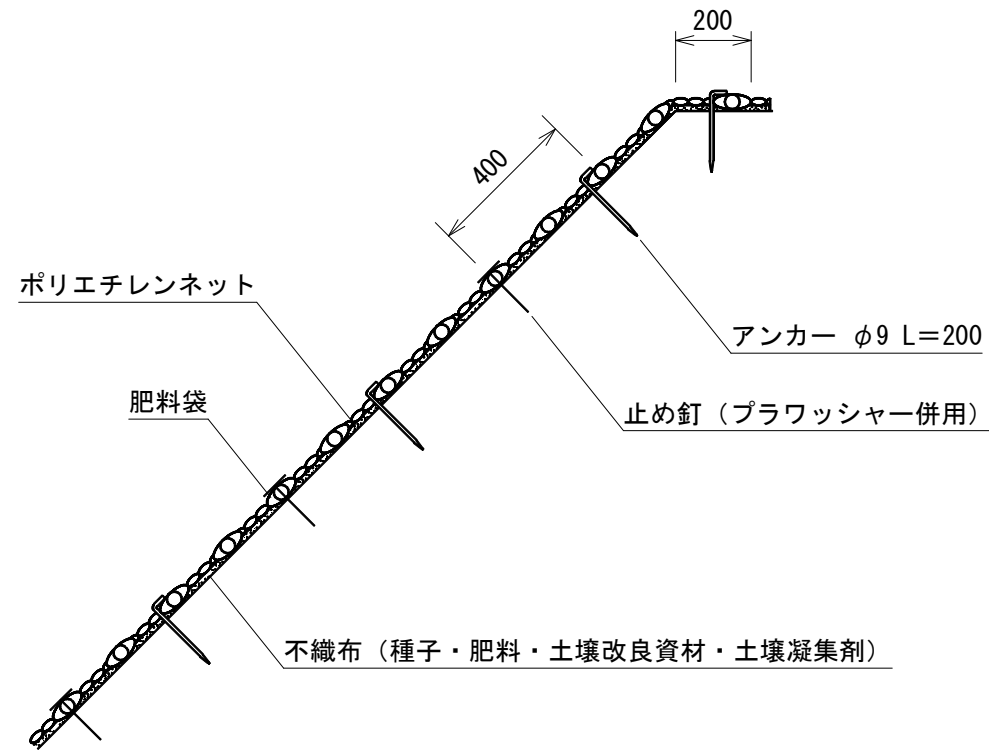 200
400
ポリエチレンネット
アンカー φ9 L=200
肥料袋
止め釘（プラワッシャー併用）
不織布（種子・肥料・土壌改良資材・土壌凝集剤）